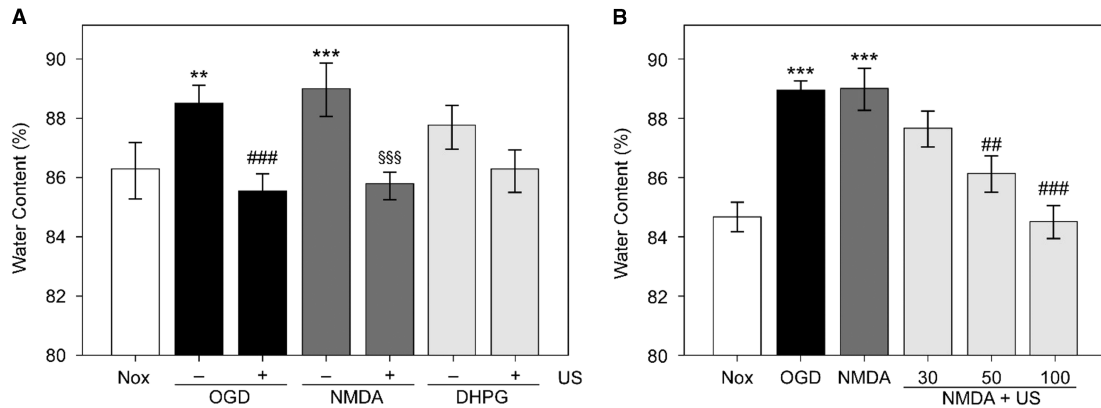 A
Water Content (%)
90
88
86
84
82
80
** ***
### §§§
Nox – + – + – + US
OGD NMDA DHPG
B
Water Content (%)
90
88
86
84
82
80
*** ***
##
###
Nox OGD NMDA 30 50 100
NMDA + US